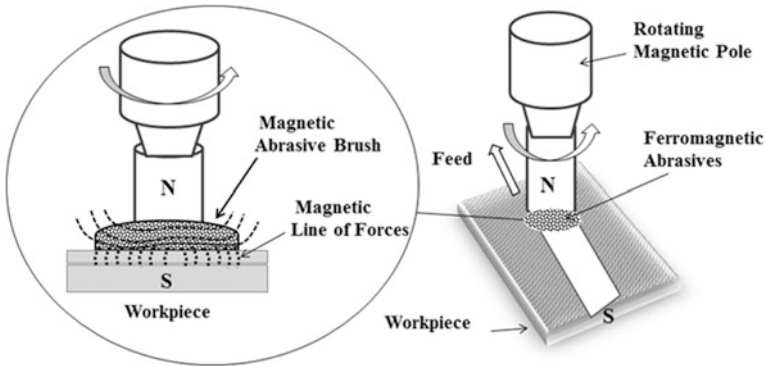 Magnetic
Abrasive Brush
N
Magnetic
Line of Forces
S
Workpiece
Rotating
Magnetic Pole
Ferromagnetic
Abrasives
Feed
N
Workpiece
S